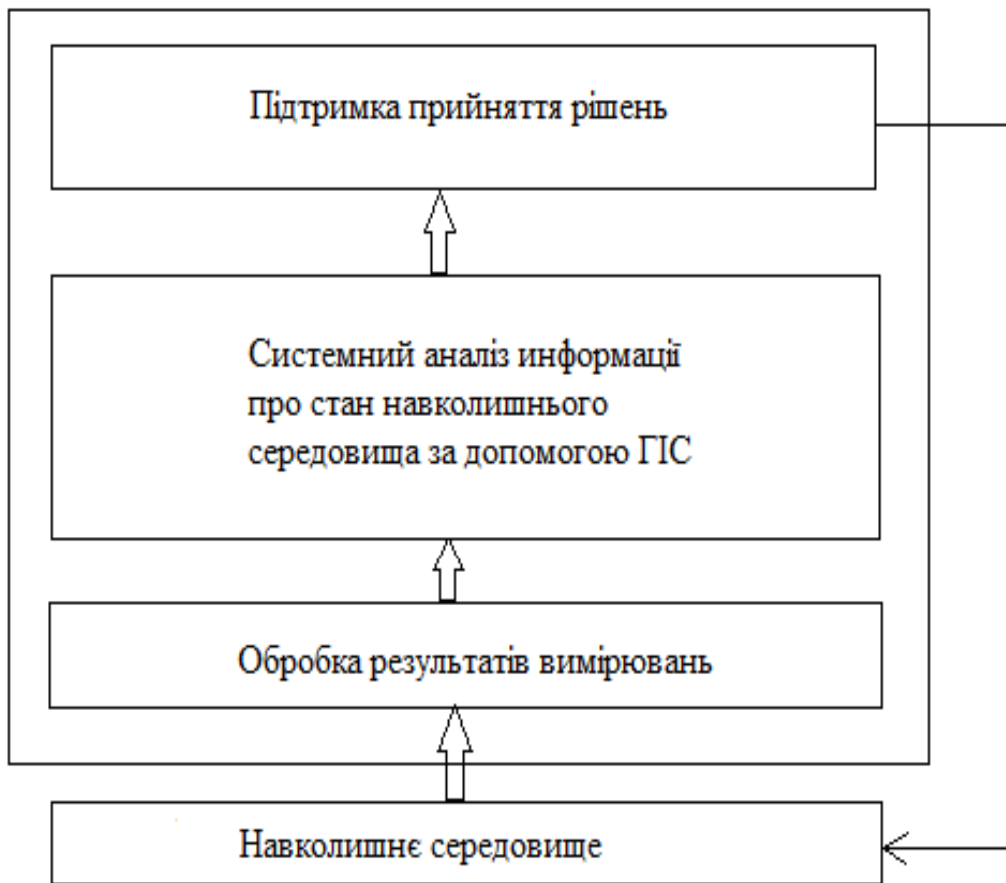 Підтримка прийняття рішень
Системний аналіз информації
про стан навколишнього
середовища за допомогою ГІС
Обробка результатів вимірювань
Навколишнє середовище